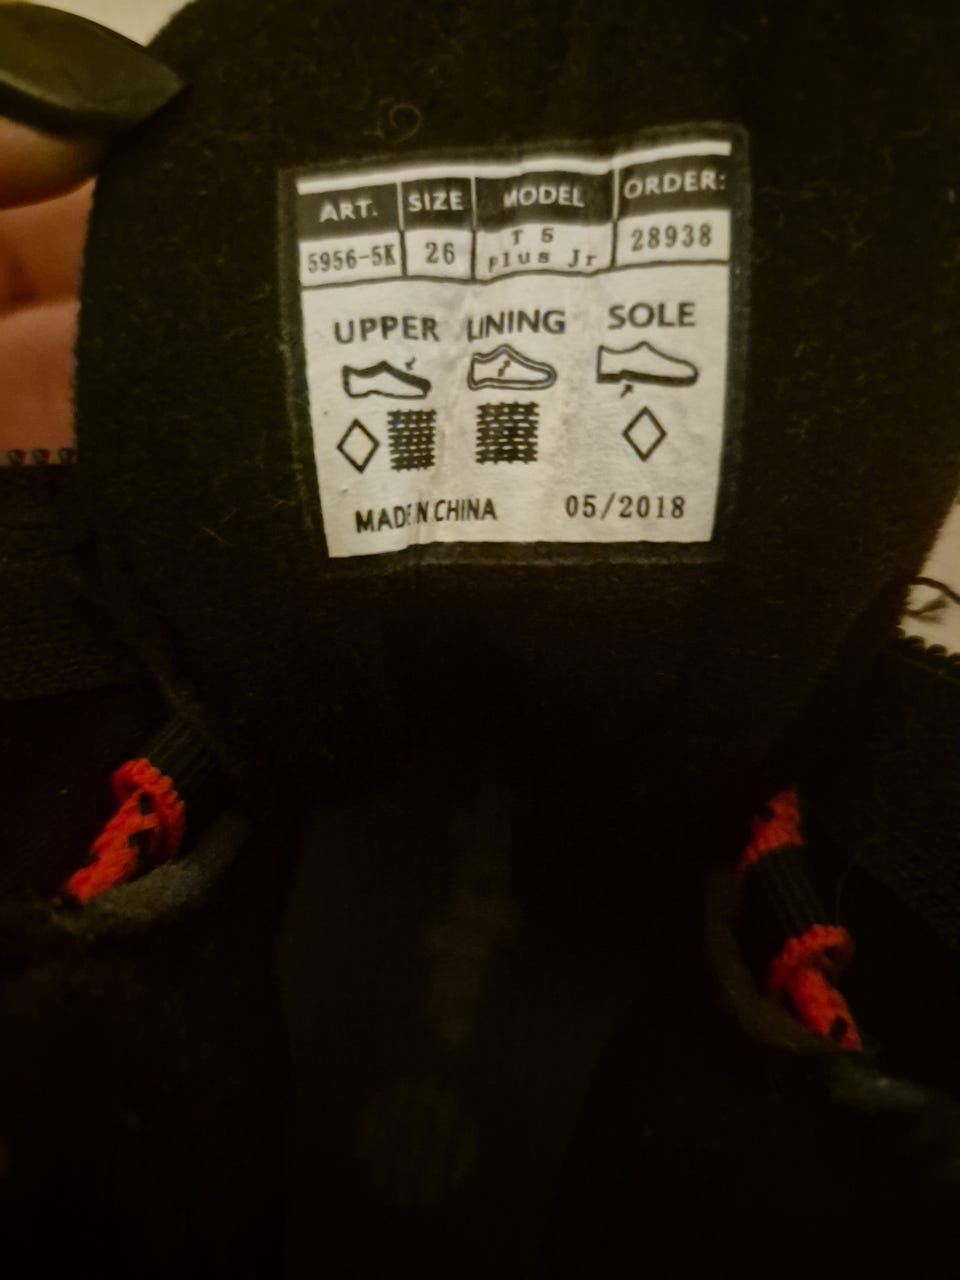 ART. SIZE MODEL ORDER:
5956-5K 26 T 5 Plus Jr 28938
UPPER LINING SOLE
MADE IN CHINA 05/2018